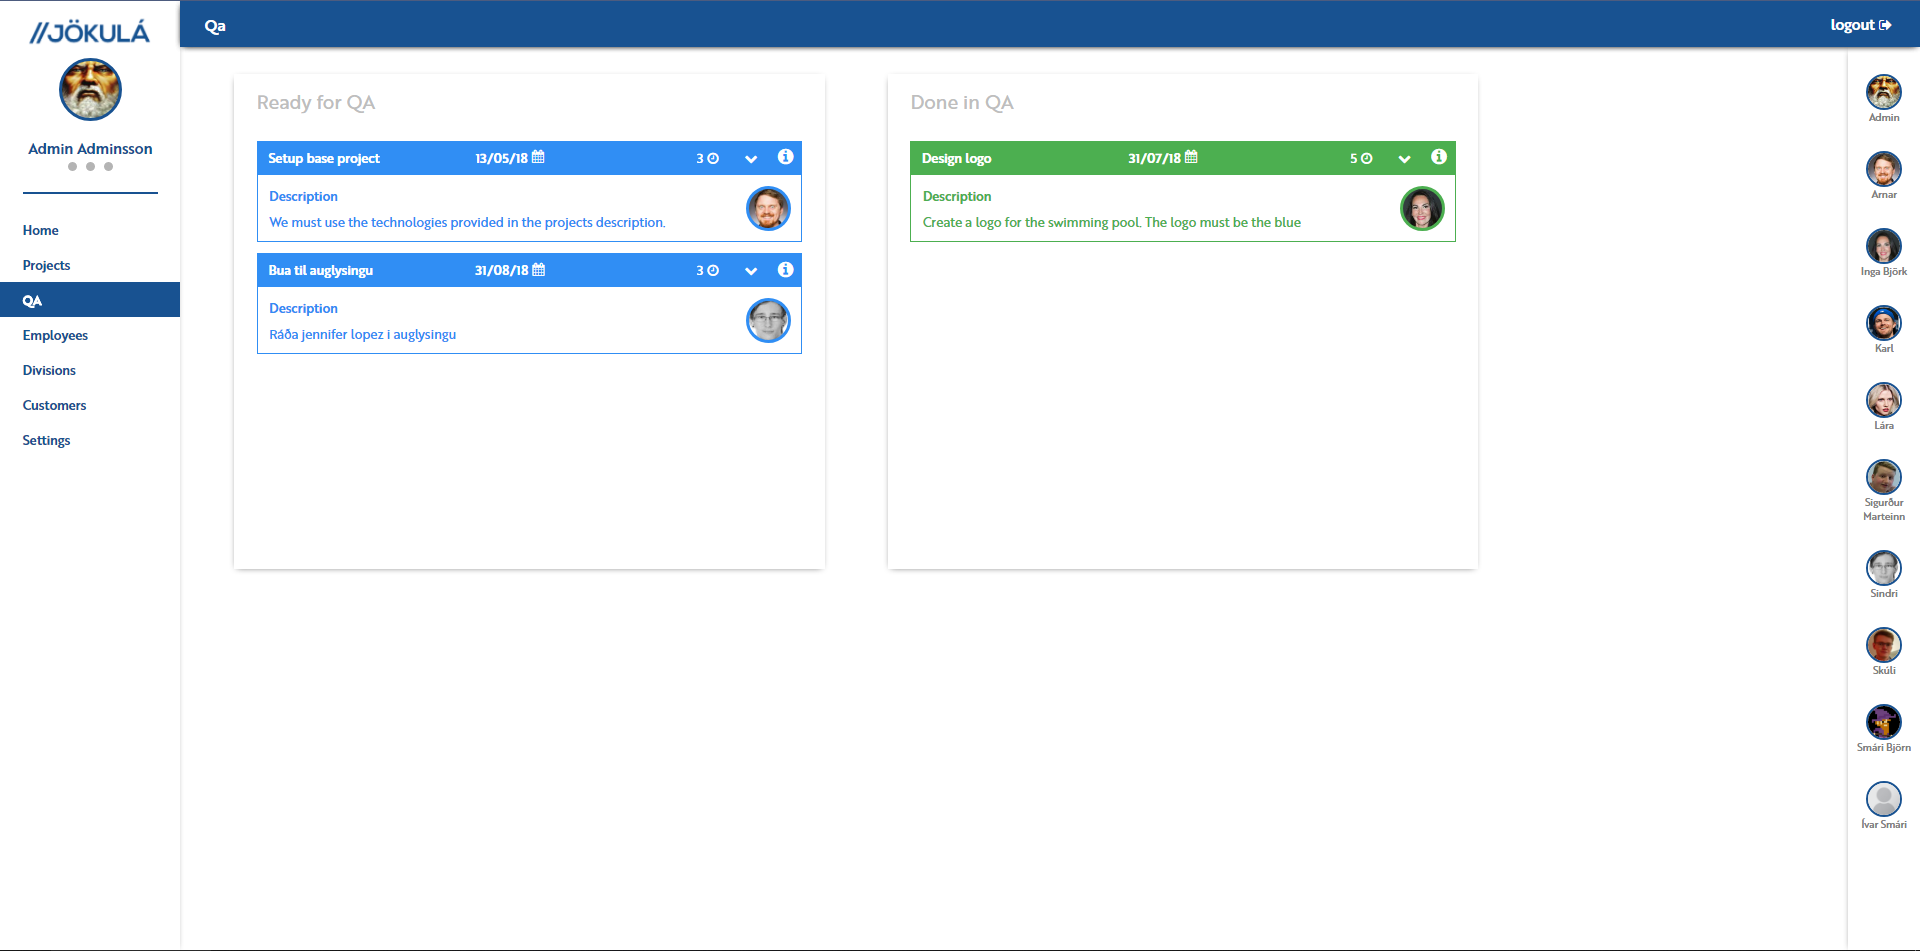 //JÖKULÁ
Admin Adminsson
Home
Projects
QA
Employees
Divisions
Customers
Settings
Qa
logout
Ready for QA
Setup base project 13/05/18 3
Description
We must use the technologies provided in the projects description.
Bua til auglysingu 31/08/18 3
Description
Ráða jennifer lopez i auglysingu
Done in QA
Design logo 31/07/18 5
Description
Create a logo for the swimming pool. The logo must be the blue
Admin
Arnar
Inga Björk
Karl
Lára
Sigurður
Marteinn
Sindri
Skúli
Smári Björn
Ívar Smári